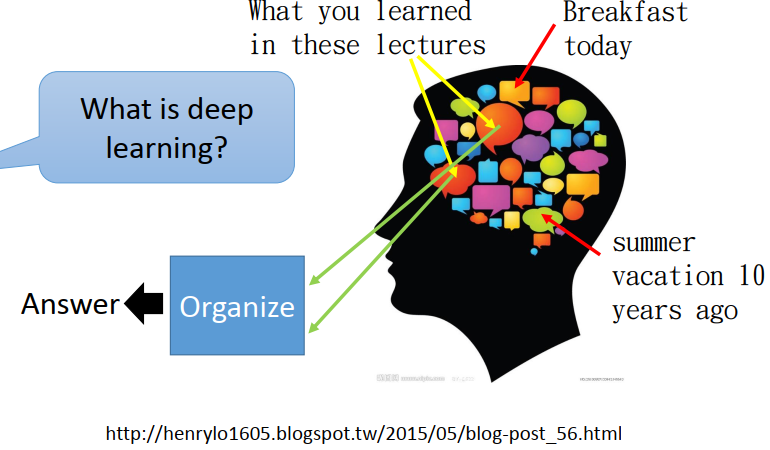 What you learned
in these lectures
Breakfast
today
What is deep
learning?
summer
vacation 10
years ago
Organize
Answer
http://henrylo1605.blogspot.tw/2015/05/blog-post_56.html